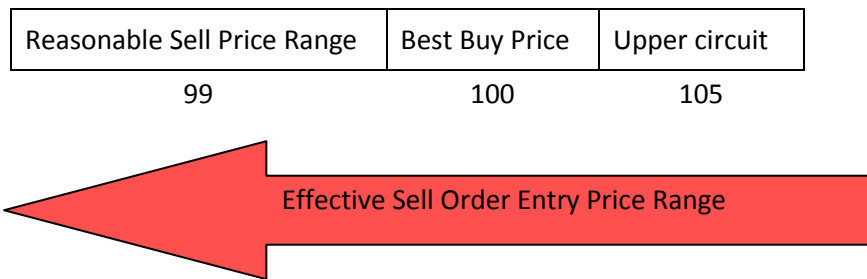 Reasonable Sell Price Range Best Buy Price Upper circuit
99 100 105
Effective Sell Order Entry Price Range